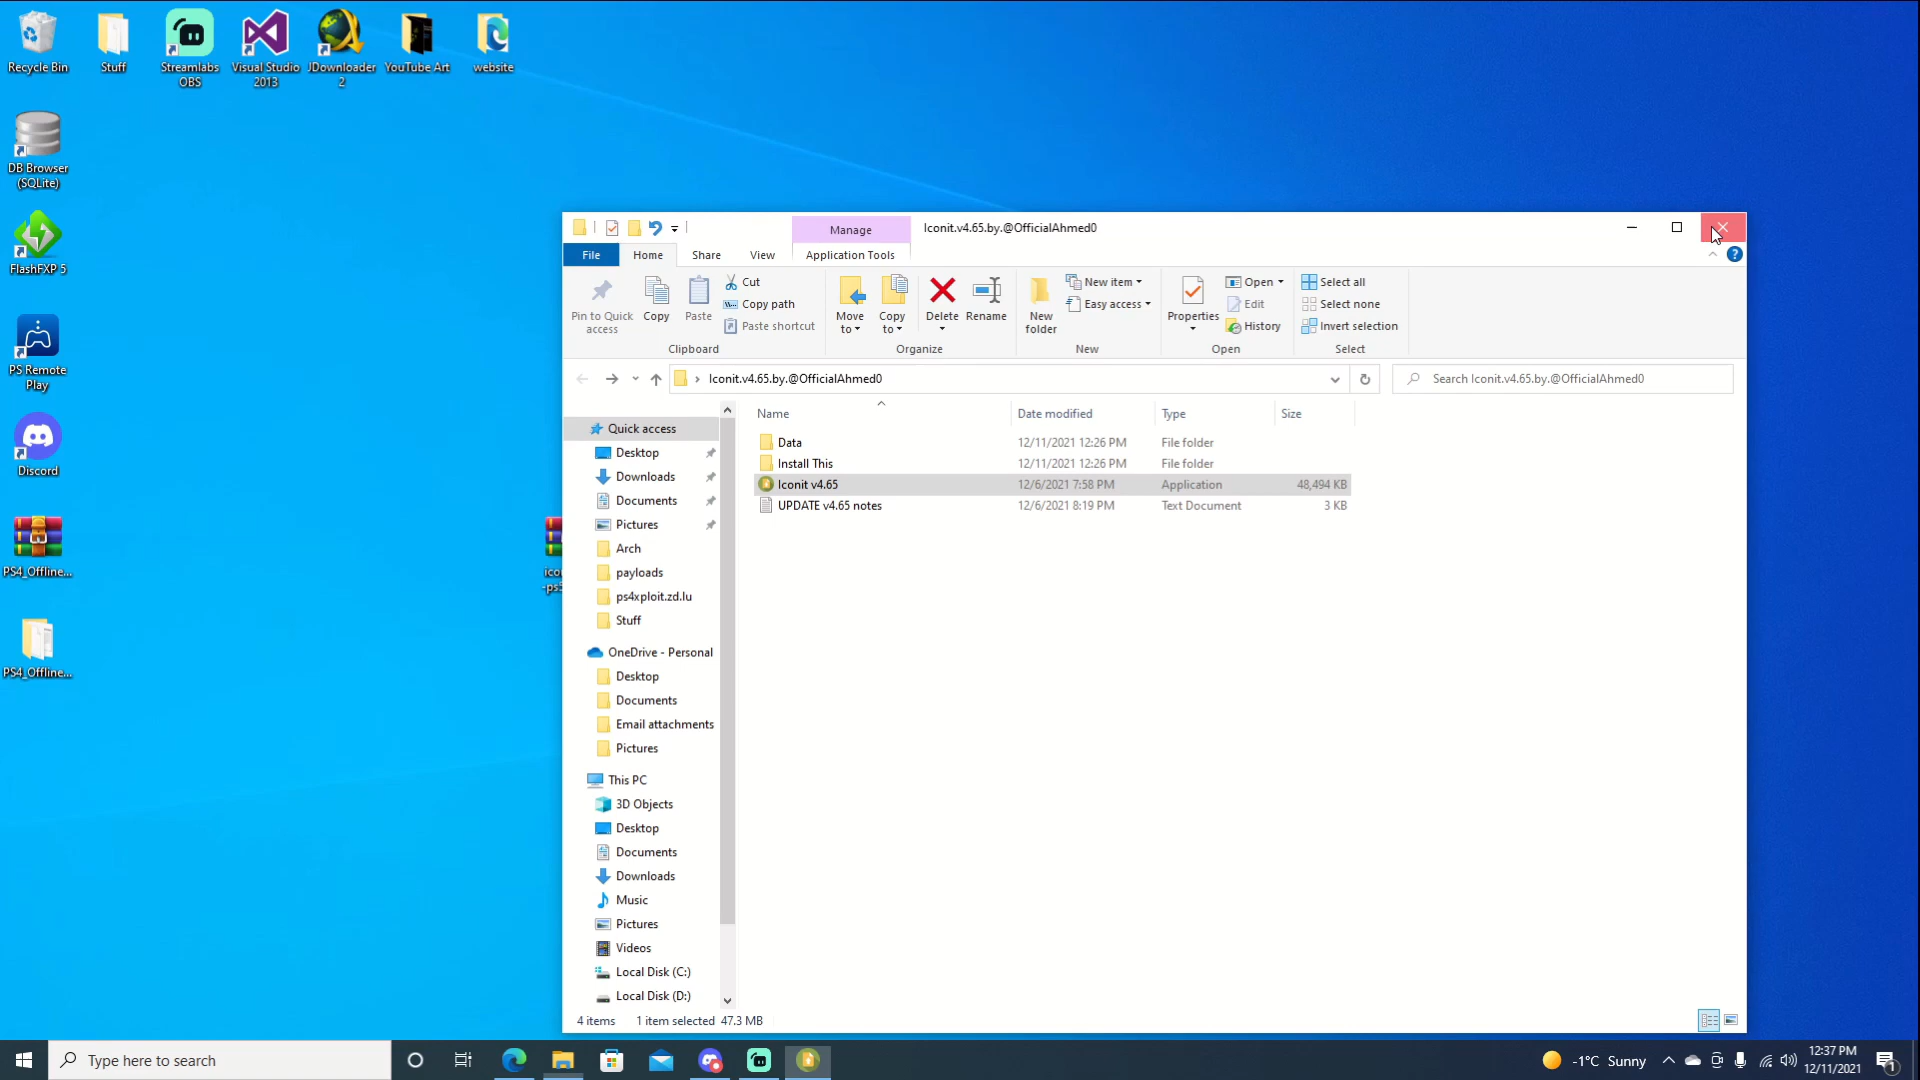 Recycle Bin
Stuff
Streamlabs
OBS
Visual Studio
2013
JDownloader
2
YouTube Art
website
DB Browser
(SQLite)
FlashFXP 5
PS Remote
Play
Discord
PS4_Offline...
PS4_Offline...
Manage
Iconit.v4.65.by.@OfficialAhmed0
File
Home
Share
View
Application Tools
Pin to Quick
access
Copy
Paste
Cut
Copy path
Paste shortcut
Clipboard
Move
to
Copy
to
Delete
Rename
Organize
New
folder
New item
Easy access
New
Properties
Open
Edit
History
Open
Select all
Select none
Invert selection
Select
Iconit.v4.65.by.@OfficialAhmed0
Search Iconit.v4.65.by.@OfficialAhmed0
Name Date modified Type Size
Data 12/11/2021 12:26 PM File folder
Install This 12/11/2021 12:26 PM File folder
Iconit v4.65 12/6/2021 7:58 PM Application 48,494 KB
UPDATE v4.65 notes 12/6/2021 8:19 PM Text Document 3 KB
Quick access
Desktop
Downloads
Documents
Pictures
Arch
payloads
ps4xploit.zd.lu
Stuff
OneDrive - Personal
Desktop
Documents
Email attachments
Pictures
This PC
3D Objects
Desktop
Documents
Downloads
Music
Pictures
Videos
Local Disk (C:)
Local Disk (D:)
4 items 1 item selected 47.3 MB
Type here to search
-1°C Sunny
12:37 PM
12/11/2021
1